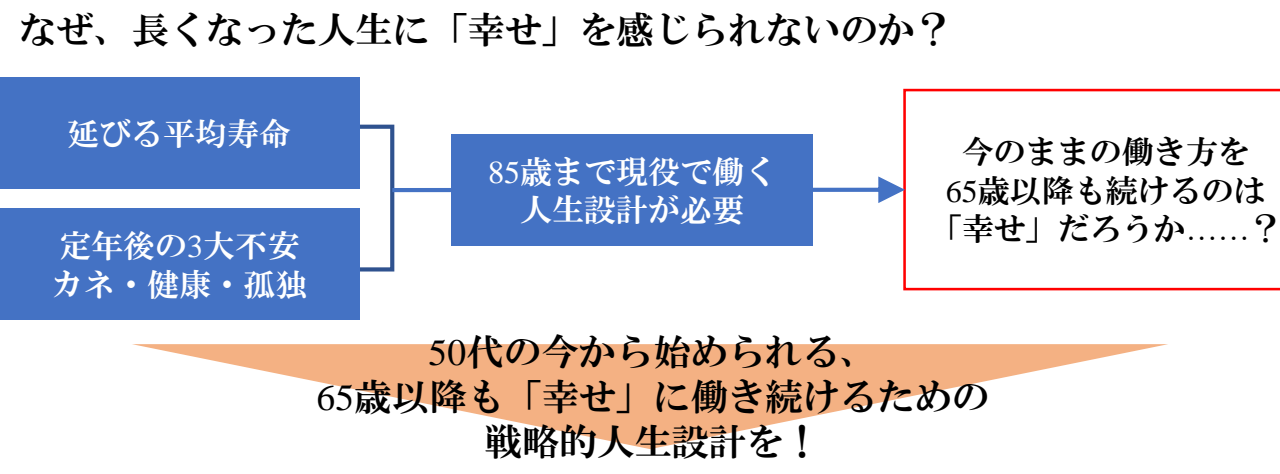 なぜ、長くなった人生に「幸せ」を感じられないのか？
延びる平均寿命
定年後の3大不安
カネ・健康・孤独
85歳まで現役で働く
人生設計が必要
今のままの働き方を
65歳以降も続けるのは
「幸せ」だろうか……？
50代の今から始められる、
65歳以降も「幸せ」に働き続けるための
戦略的人生設計を！